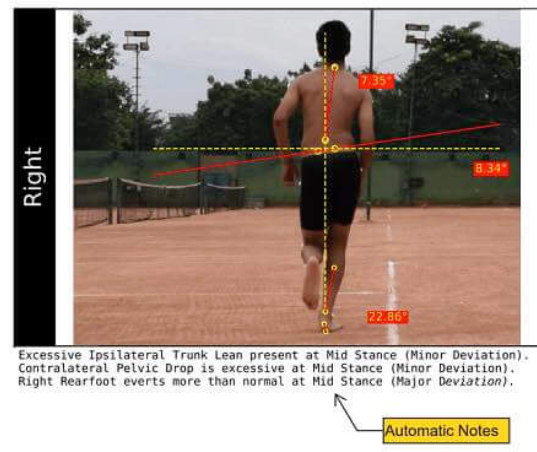 Right
7.35°
8.34°
22.86°
Excessive Ipsilateral Trunk Lean present at Mid Stance (Minor Deviation).
Contralateral Pelvic Drop is excessive at Mid Stance (Minor Deviation).
Right Rearfoot everts more than normal at Mid Stance (Major Deviation).
Automatic Notes